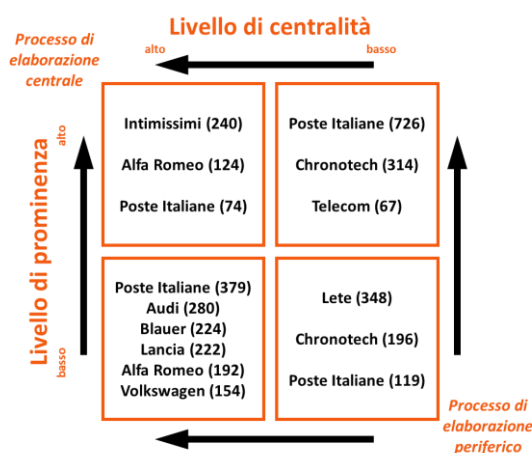 Livello di centralità
alto
basso
Processo di
elaborazione
centrale
Livello di prominenza
alto
basso
Intimissimi (240)
Alfa Romeo (124)
Poste Italiane (74)
Poste Italiane (726)
Chronotech (314)
Telecom (67)
Poste Italiane (379)
Audi (280)
Blauer (224)
Lancia (222)
Alfa Romeo (192)
Volkswagen (154)
Lete (348)
Chronotech (196)
Poste Italiane (119)
Processo di
elaborazione
periferico